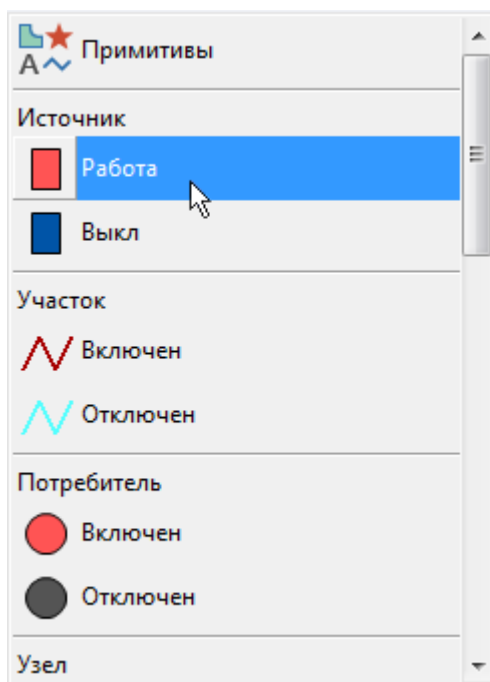 Примитивы
Источник
Работа
Выкл
Участок
Включен
Отключен
Потребитель
Включен
Отключен
Узел